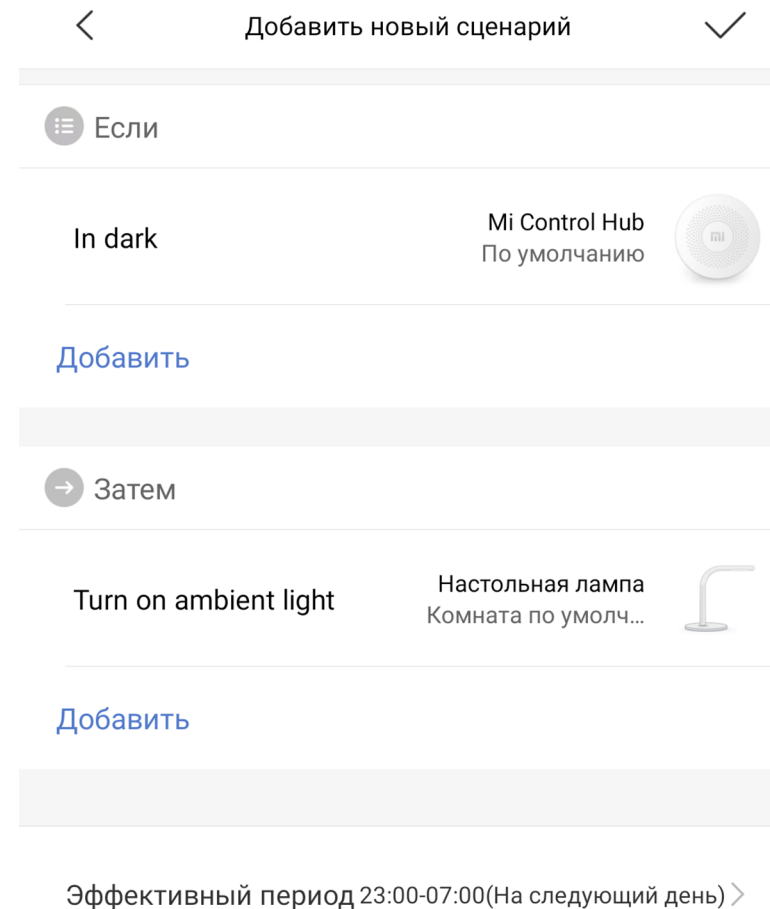 Добавить новый сценарий
Если
In dark
Mi Control Hub
По умолчанию
Добавить
Затем
Turn on ambient light
Настольная лампа
Комната по умолч...
Добавить
Эффективный период 23:00-07:00(На следующий день)